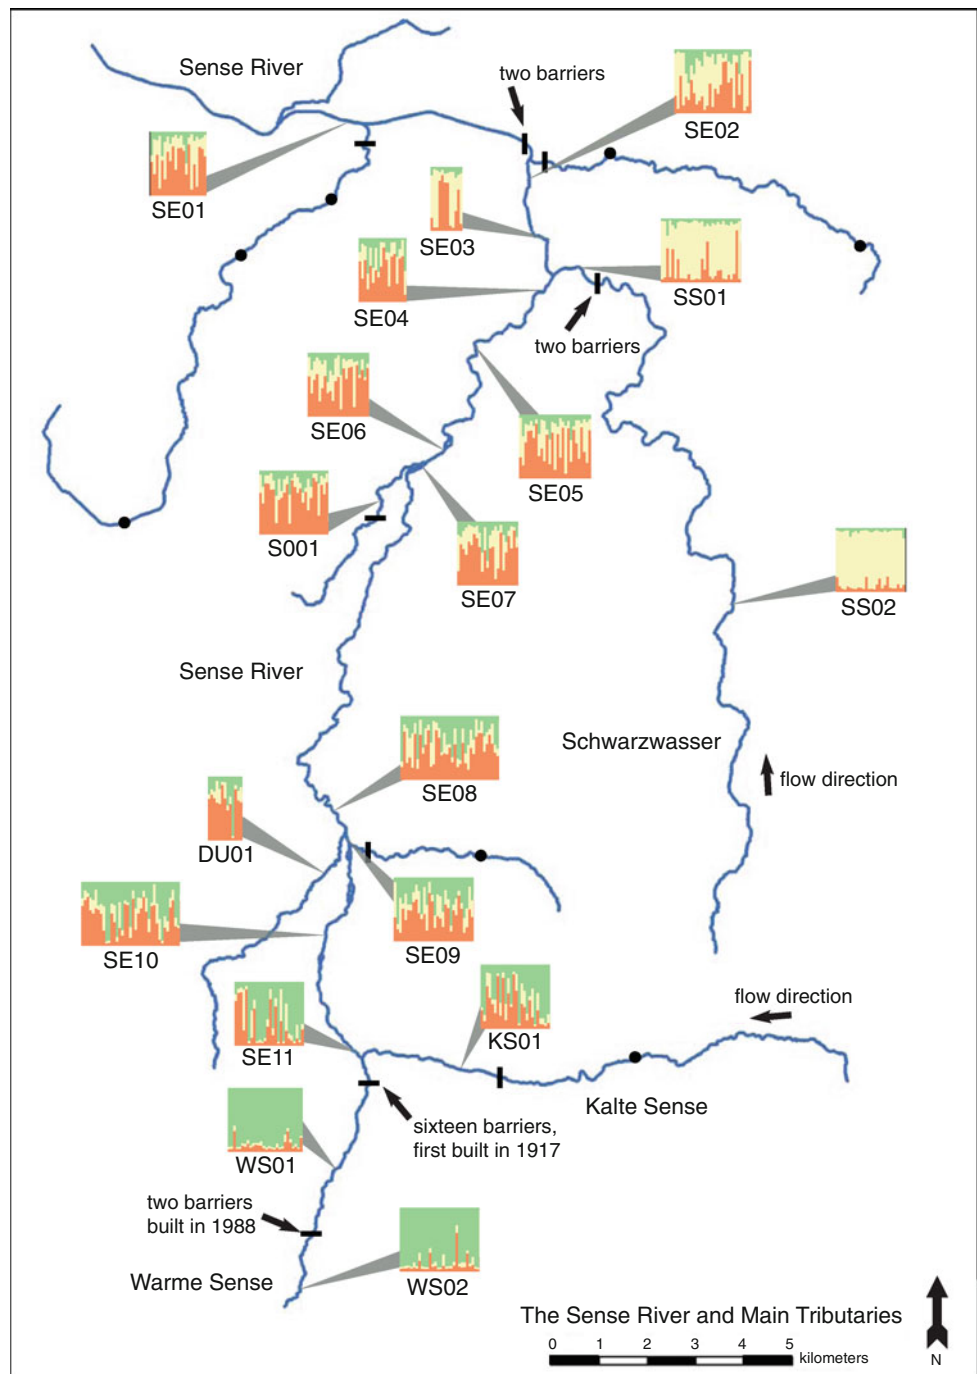 Sense River
two barriers
SE02
SE01
SE03
SS01
SE04
two barriers
SE06
SE05
S001
SE07
SS02
Sense River
Schwarzwasser
flow direction
SE08
DU01
SE09
SE10
flow direction
KS01
SE11
Kalte Sense
sixteen barriers,
first built in 1917
WS01
two barriers
built in 1988
Warme Sense
WS02
The Sense River and Main Tributaries
0 1 2 3 4 5
kilometers
N